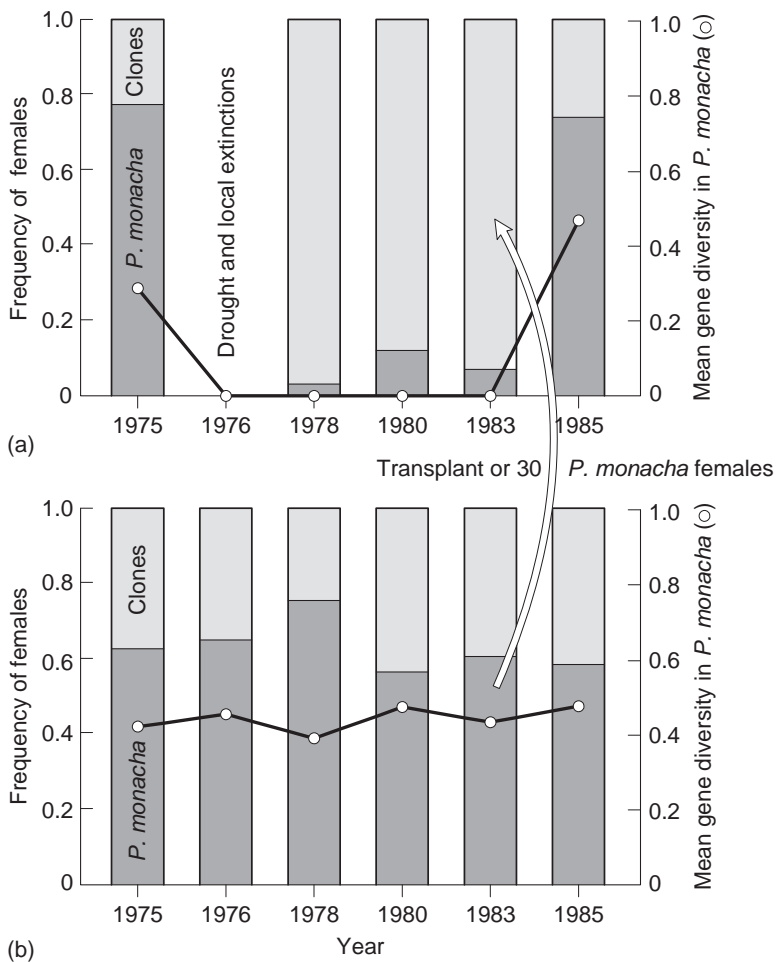 1.0
0.8
0.6
0.4
0.2
0
Frequency of females
Clones
P. monacha
Drought and local extinctions
1.0
0.8
0.6
0.4
0.2
0
Mean gene diversity in P. monacha (○)
1975 1976 1978 1980 1983 1985
(a)
Transplant or 30 P. monacha females
1.0
0.8
0.6
0.4
0.2
0
Frequency of females
Clones
P. monacha
1.0
0.8
0.6
0.4
0.2
0
Mean gene diversity in P. monacha (○)
1975 1976 1978 1980 1983 1985
(b)
Year